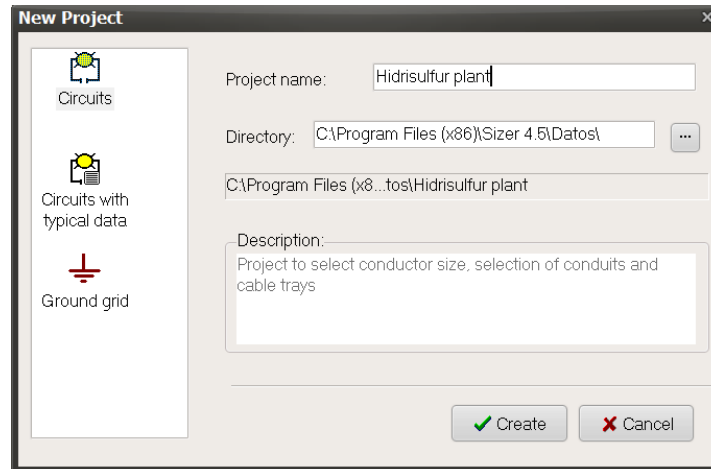 New Project
Circuits
Circuits with
typical data
Ground grid
Project name:
Hidrisulfur plant
Directory:
C:\Program Files (x86)\Sizer 4.5\Datos\
...
C:\Program Files (x8...tos\Hidrisulfur plant
Description:
Project to select conductor size, selection of conduits and
cable trays
Create
Cancel